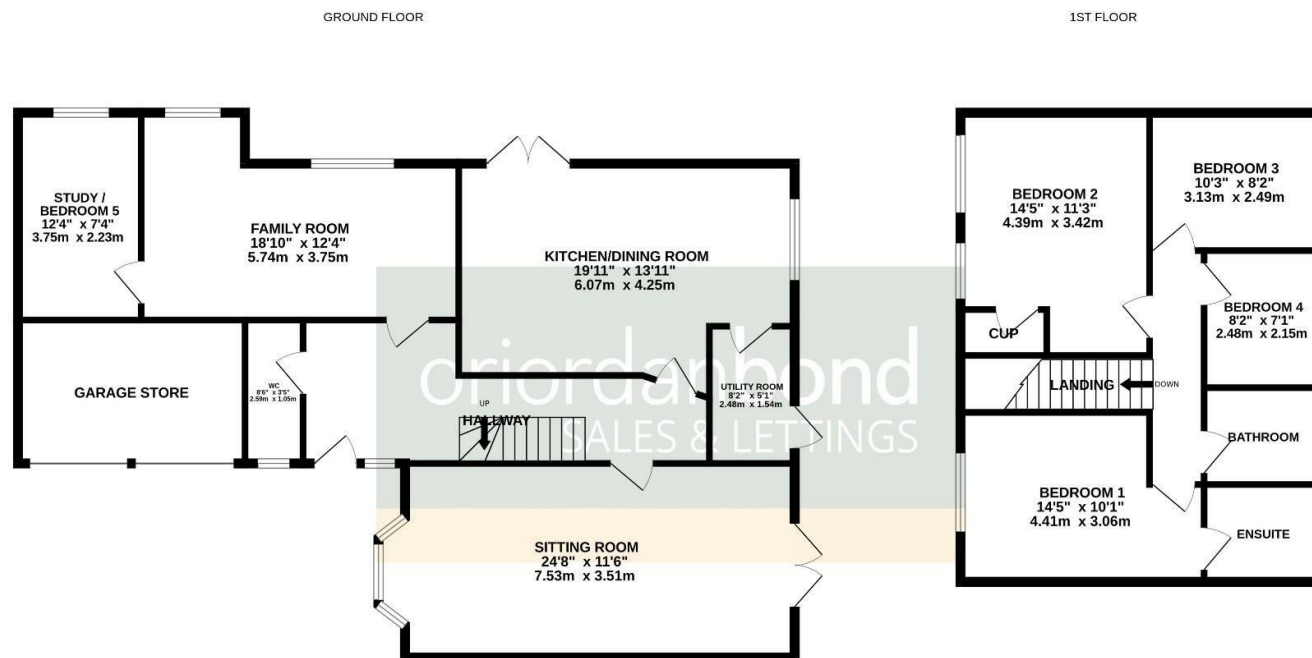 GROUND FLOOR
1ST FLOOR
STUDY /
BEDROOM 5
12'4" x 7'4"
3.75m x 2.23m
FAMILY ROOM
18'10" x 12'4"
5.74m x 3.75m
KITCHEN/DINING ROOM
19'11" x 13'11"
6.07m x 4.25m
GARAGE STORE
WC
8'6" x 3'5"
2.59m x 1.05m
UP
HALLWAY
UTILITY ROOM
8'2" x 5'1"
2.48m x 1.54m
SITTING ROOM
24'8" x 11'6"
7.53m x 3.51m
oriordanbond
SALES & LETTINGS
BEDROOM 2
14'5" x 11'3"
4.39m x 3.42m
BEDROOM 3
10'3" x 8'2"
3.13m x 2.49m
BEDROOM 4
8'2" x 7'1"
2.48m x 2.15m
CUP
LANDING
DOWN
BATHROOM
BEDROOM 1
14'5" x 10'1"
4.41m x 3.06m
ENSUITE